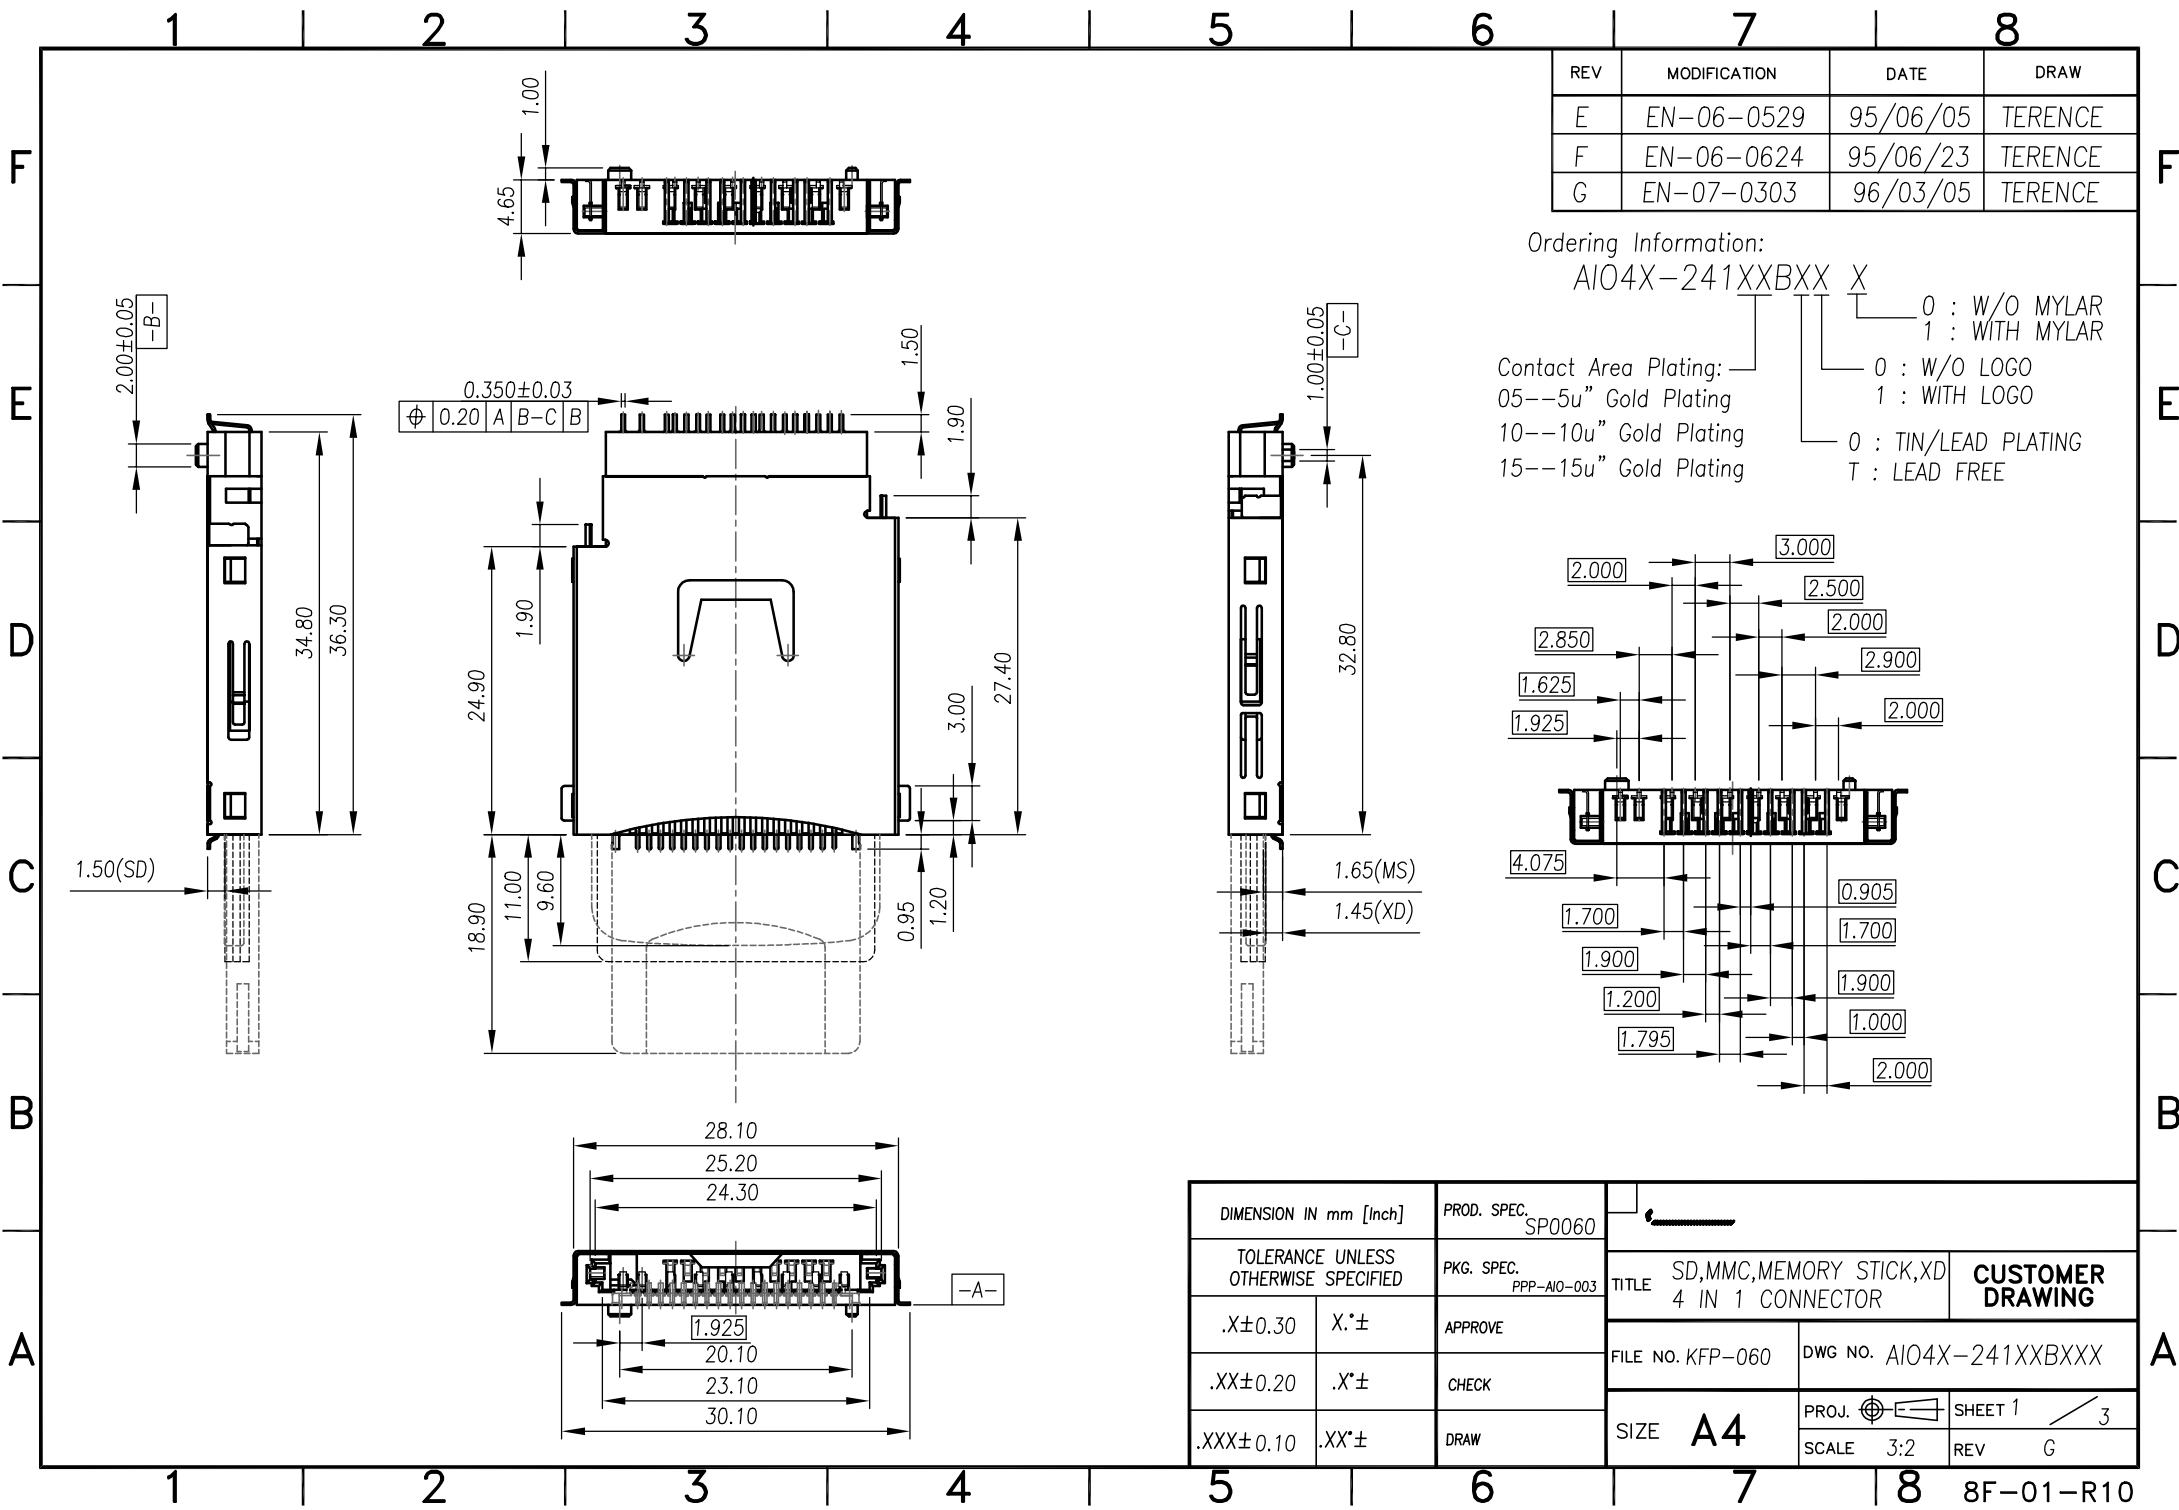 1 2 3 4 5 6 7 8
F
E
D
C
B
A
F
E
D
C
B
A
REV MODIFICATION DATE DRAW
E EN-06-0529 95/06/05 TERENCE
F EN-06-0624 95/06/23 TERENCE
G EN-07-0303 96/03/05 TERENCE
Ordering Information:
AIO4X-241XXBXX X
0 : W/O MYLAR
1 : WITH MYLAR
Contact Area Plating:
05--5u" Gold Plating
10--10u" Gold Plating
15--15u" Gold Plating
0 : W/O LOGO
1 : WITH LOGO
0 : TIN/LEAD PLATING
T : LEAD FREE
1.00
4.65
2.00±0.05
-B-
34.80
36.30
1.50(SD)
0.350±0.03
0.20 A B-C B
1.50
1.90
1.90
24.90
27.40
3.00
18.90
11.00
9.60
0.95
1.20
1.00±0.05
-C-
32.80
1.65(MS)
1.45(XD)
3.000
2.000
2.500
2.000
2.850
2.900
1.625
2.000
1.925
4.075
0.905
1.700
1.700
1.900
1.900
1.200
1.000
1.795
2.000
28.10
25.20
24.30
-A-
1.925
20.10
23.10
30.10
DIMENSION IN mm [Inch]
TOLERANCE UNLESS
OTHERWISE SPECIFIED
.X±0.30 X.°±
.XX±0.20 .X°±
.XXX±0.10 .XX°±
PROD. SPEC.
SP0060
PKG. SPEC.
PPP-AIO-003
APPROVE
CHECK
DRAW
TITLE SD,MMC,MEMORY STICK,XD
4 IN 1 CONNECTOR
CUSTOMER
DRAWING
FILE NO. KFP-060
DWG NO. AIO4X-241XXBXXX
SIZE A4
PROJ.
SHEET 1 / 3
SCALE 3:2
REV G
1 2 3 4 5 6 7 8
8F-01-R10